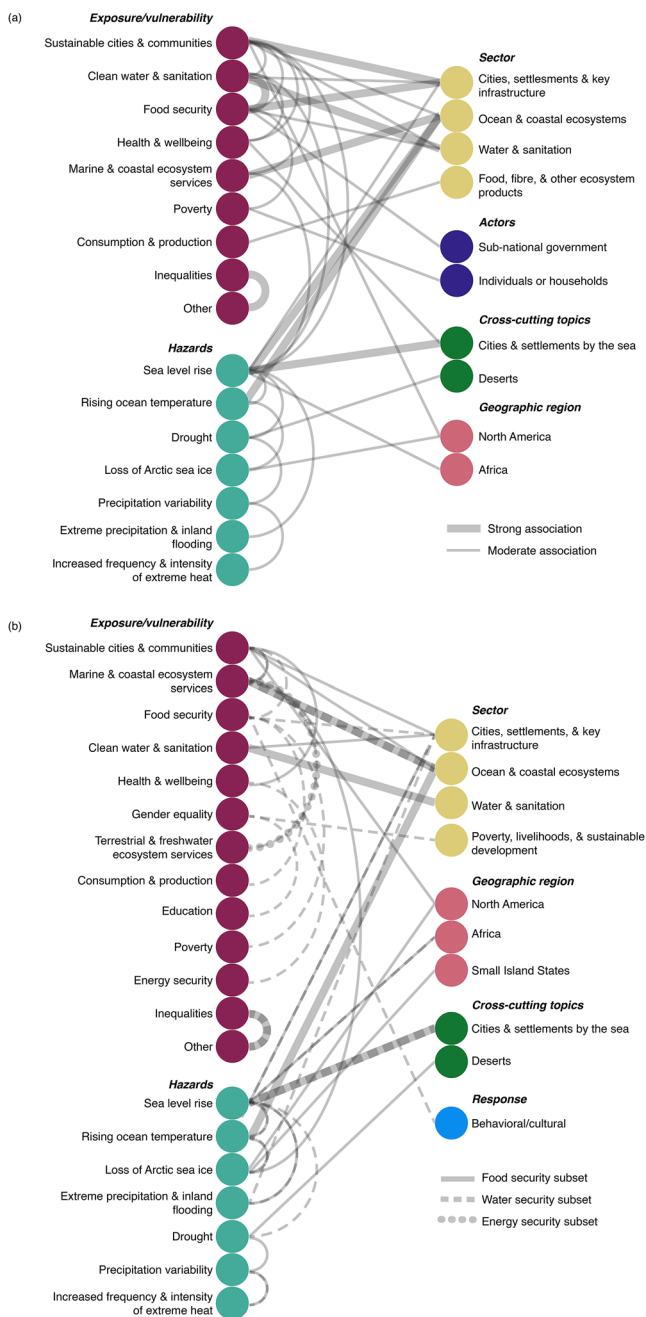 (a)
Exposure/vulnerability
Sustainable cities & communities
Clean water & sanitation
Food security
Health & wellbeing
Marine & coastal ecosystem
services
Poverty
Consumption & production
Inequalities
Other
Hazards
Sea level rise
Rising ocean temperature
Drought
Loss of Arctic sea ice
Precipitation variability
Extreme precipitation & inland
flooding
Increased frequency & intensity
of extreme heat
Sector
Cities, settlesments & key
infrastructure
Ocean & coastal ecosystems
Water & sanitation
Food, fibre, & other ecosystem
products
Actors
Sub-national government
Individuals or households
Cross-cutting topics
Cities & settlements by the sea
Deserts
Geographic region
North America
Africa
Strong association
Moderate association
(b)
Exposure/vulnerability
Sustainable cities & communities
Marine & coastal ecosystem
services
Food security
Clean water & sanitation
Health & wellbeing
Gender equality
Terrestrial & freshwater
ecosystem services
Consumption & production
Education
Poverty
Energy security
Inequalities
Other
Hazards
Sea level rise
Rising ocean temperature
Loss of Arctic sea ice
Extreme precipitation & inland
flooding
Drought
Precipitation variability
Increased frequency & intensity
of extreme heat
Sector
Cities, settlements, & key
infrastructure
Ocean & coastal ecosystems
Water & sanitation
Poverty, livelihoods, & sustainable
development
Geographic region
North America
Africa
Small Island States
Cross-cutting topics
Cities & settlements by the sea
Deserts
Response
Behavioral/cultural
Food security subset
Water security subset
Energy security subset